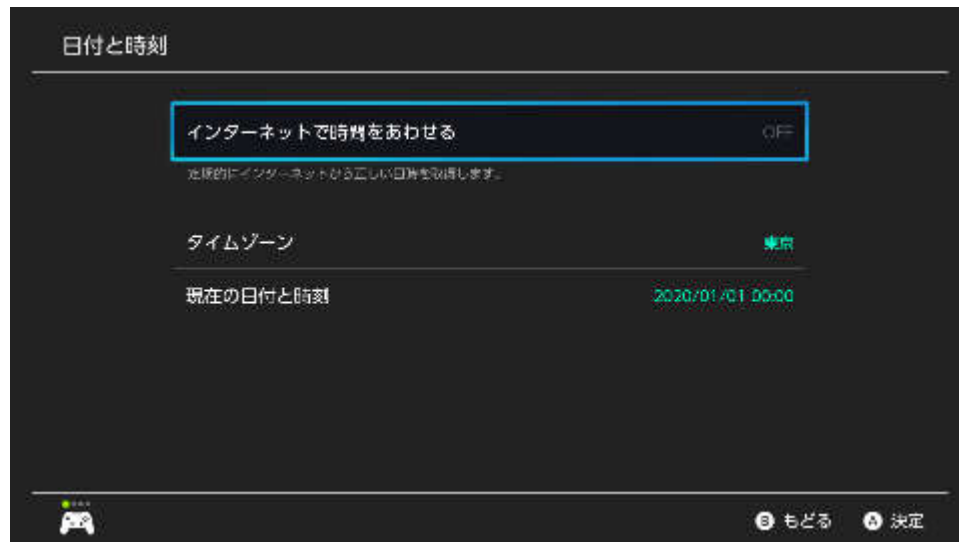 日付と時刻
インターネットで時間をあわせる OFF
定期的にインターネットから正しい日時を取得します。
タイムゾーン 東京
現在の日付と時刻 2020/01/01 00:00
B もどる A 決定